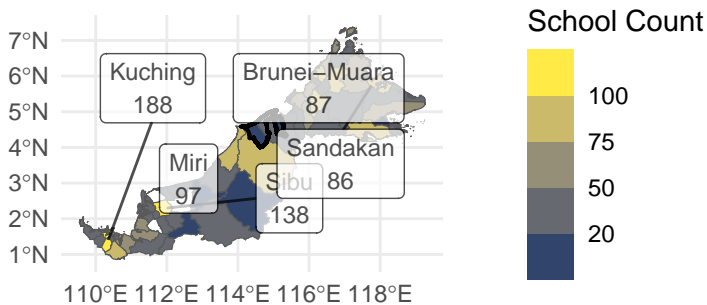 School Count
7°N
6°N
5°N
4°N
3°N
2°N
1°N
Kuching
188
Brunei–Muara
87
Miri
97
Sandakan
86
Sibu
138
100
75
50
20
110°E 112°E 114°E 116°E 118°E